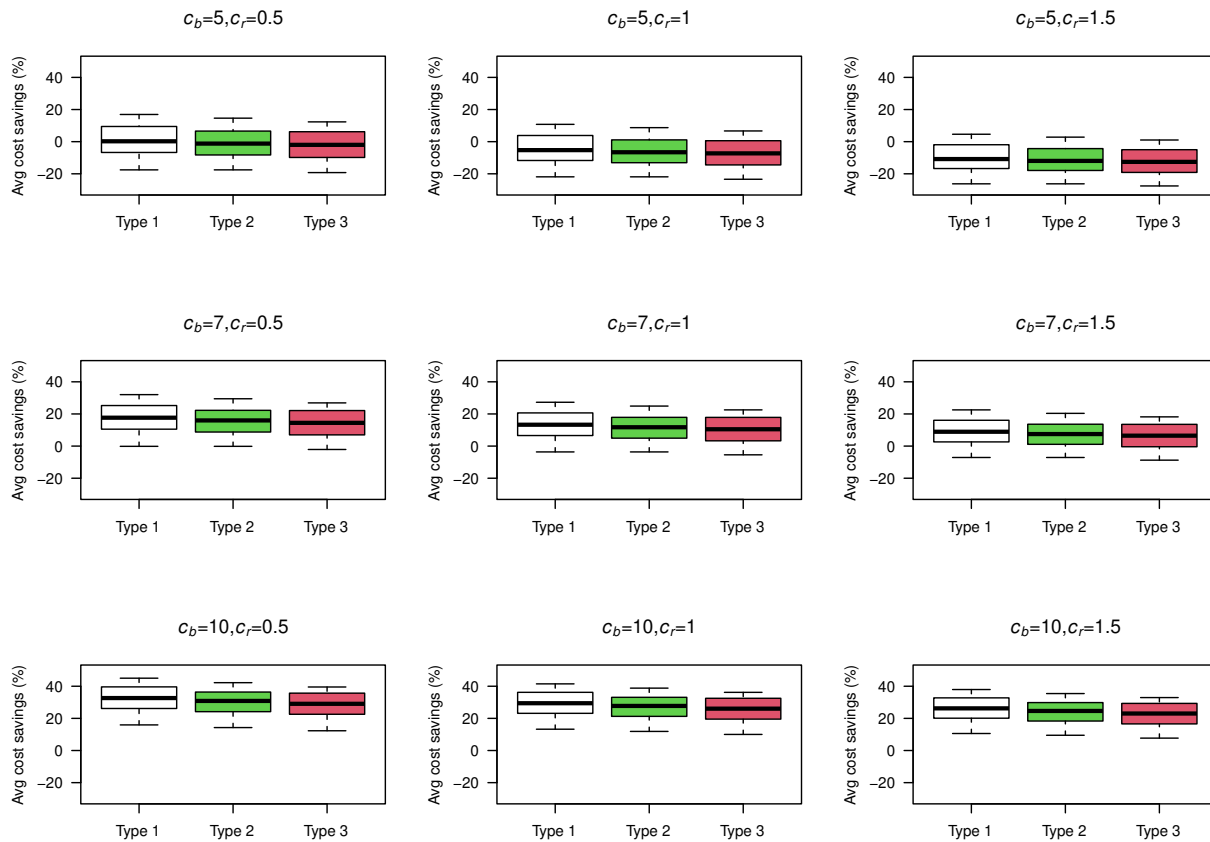 c_b=5,c_r=0.5
Avg cost savings (%)
40
20
0
−20
Type 1 Type 2 Type 3
c_b=5,c_r=1
Avg cost savings (%)
40
20
0
−20
Type 1 Type 2 Type 3
c_b=5,c_r=1.5
Avg cost savings (%)
40
20
0
−20
Type 1 Type 2 Type 3
c_b=7,c_r=0.5
Avg cost savings (%)
40
20
0
−20
Type 1 Type 2 Type 3
c_b=7,c_r=1
Avg cost savings (%)
40
20
0
−20
Type 1 Type 2 Type 3
c_b=7,c_r=1.5
Avg cost savings (%)
40
20
0
−20
Type 1 Type 2 Type 3
c_b=10,c_r=0.5
Avg cost savings (%)
40
20
0
−20
Type 1 Type 2 Type 3
c_b=10,c_r=1
Avg cost savings (%)
40
20
0
−20
Type 1 Type 2 Type 3
c_b=10,c_r=1.5
Avg cost savings (%)
40
20
0
−20
Type 1 Type 2 Type 3